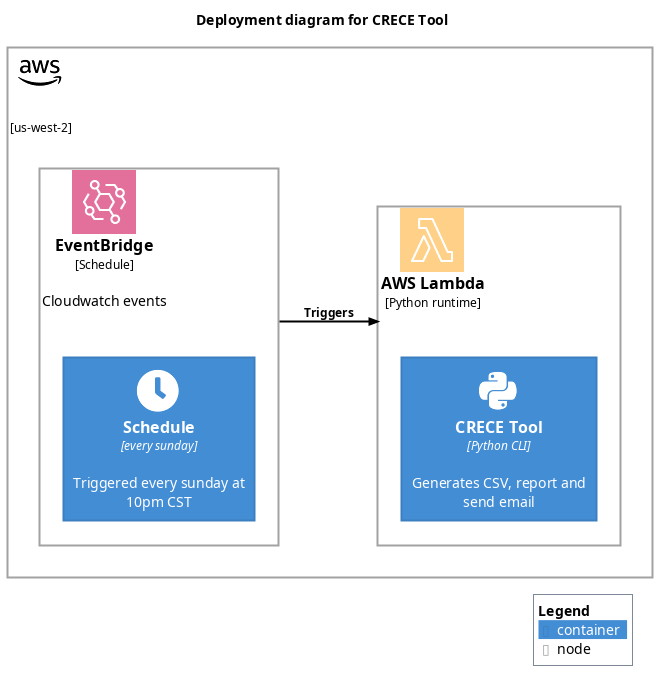 Deployment diagram for CRECE Tool
aws
[us-west-2]
EventBridge
[Schedule]
Cloudwatch events
Schedule
[every sunday]
Triggered every sunday at
10pm CST
Triggers
AWS Lambda
[Python runtime]
CRECE Tool
[Python CLI]
Generates CSV, report and
send email
Legend
container
node